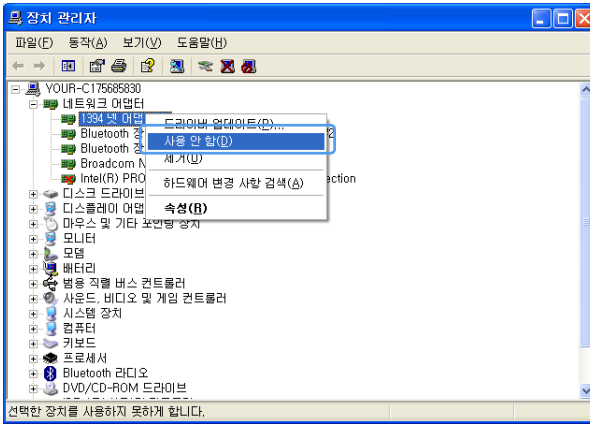 장치 관리자
파일(F) 동작(A) 보기(V) 도움말(H)
YOUR-C175685830
네트워크 어댑터
1394 넷 어댑
드라이버 업데이트(P)...
Bluetooth 장
사용 안 함(D)
Bluetooth 장
제거(U)
Broadcom N
Intel(R) PRO
ection
하드웨어 변경 사항 검색(A)
디스크 드라이브
디스플레이 어댑
속성(R)
마우스 및 기타 포인팅 장치
모니터
모뎀
배터리
범용 직렬 버스 컨트롤러
사운드, 비디오 및 게임 컨트롤러
시스템 장치
컴퓨터
키보드
프로세서
Bluetooth 라디오
DVD/CD-ROM 드라이브
선택한 장치를 사용하지 못하게 합니다.